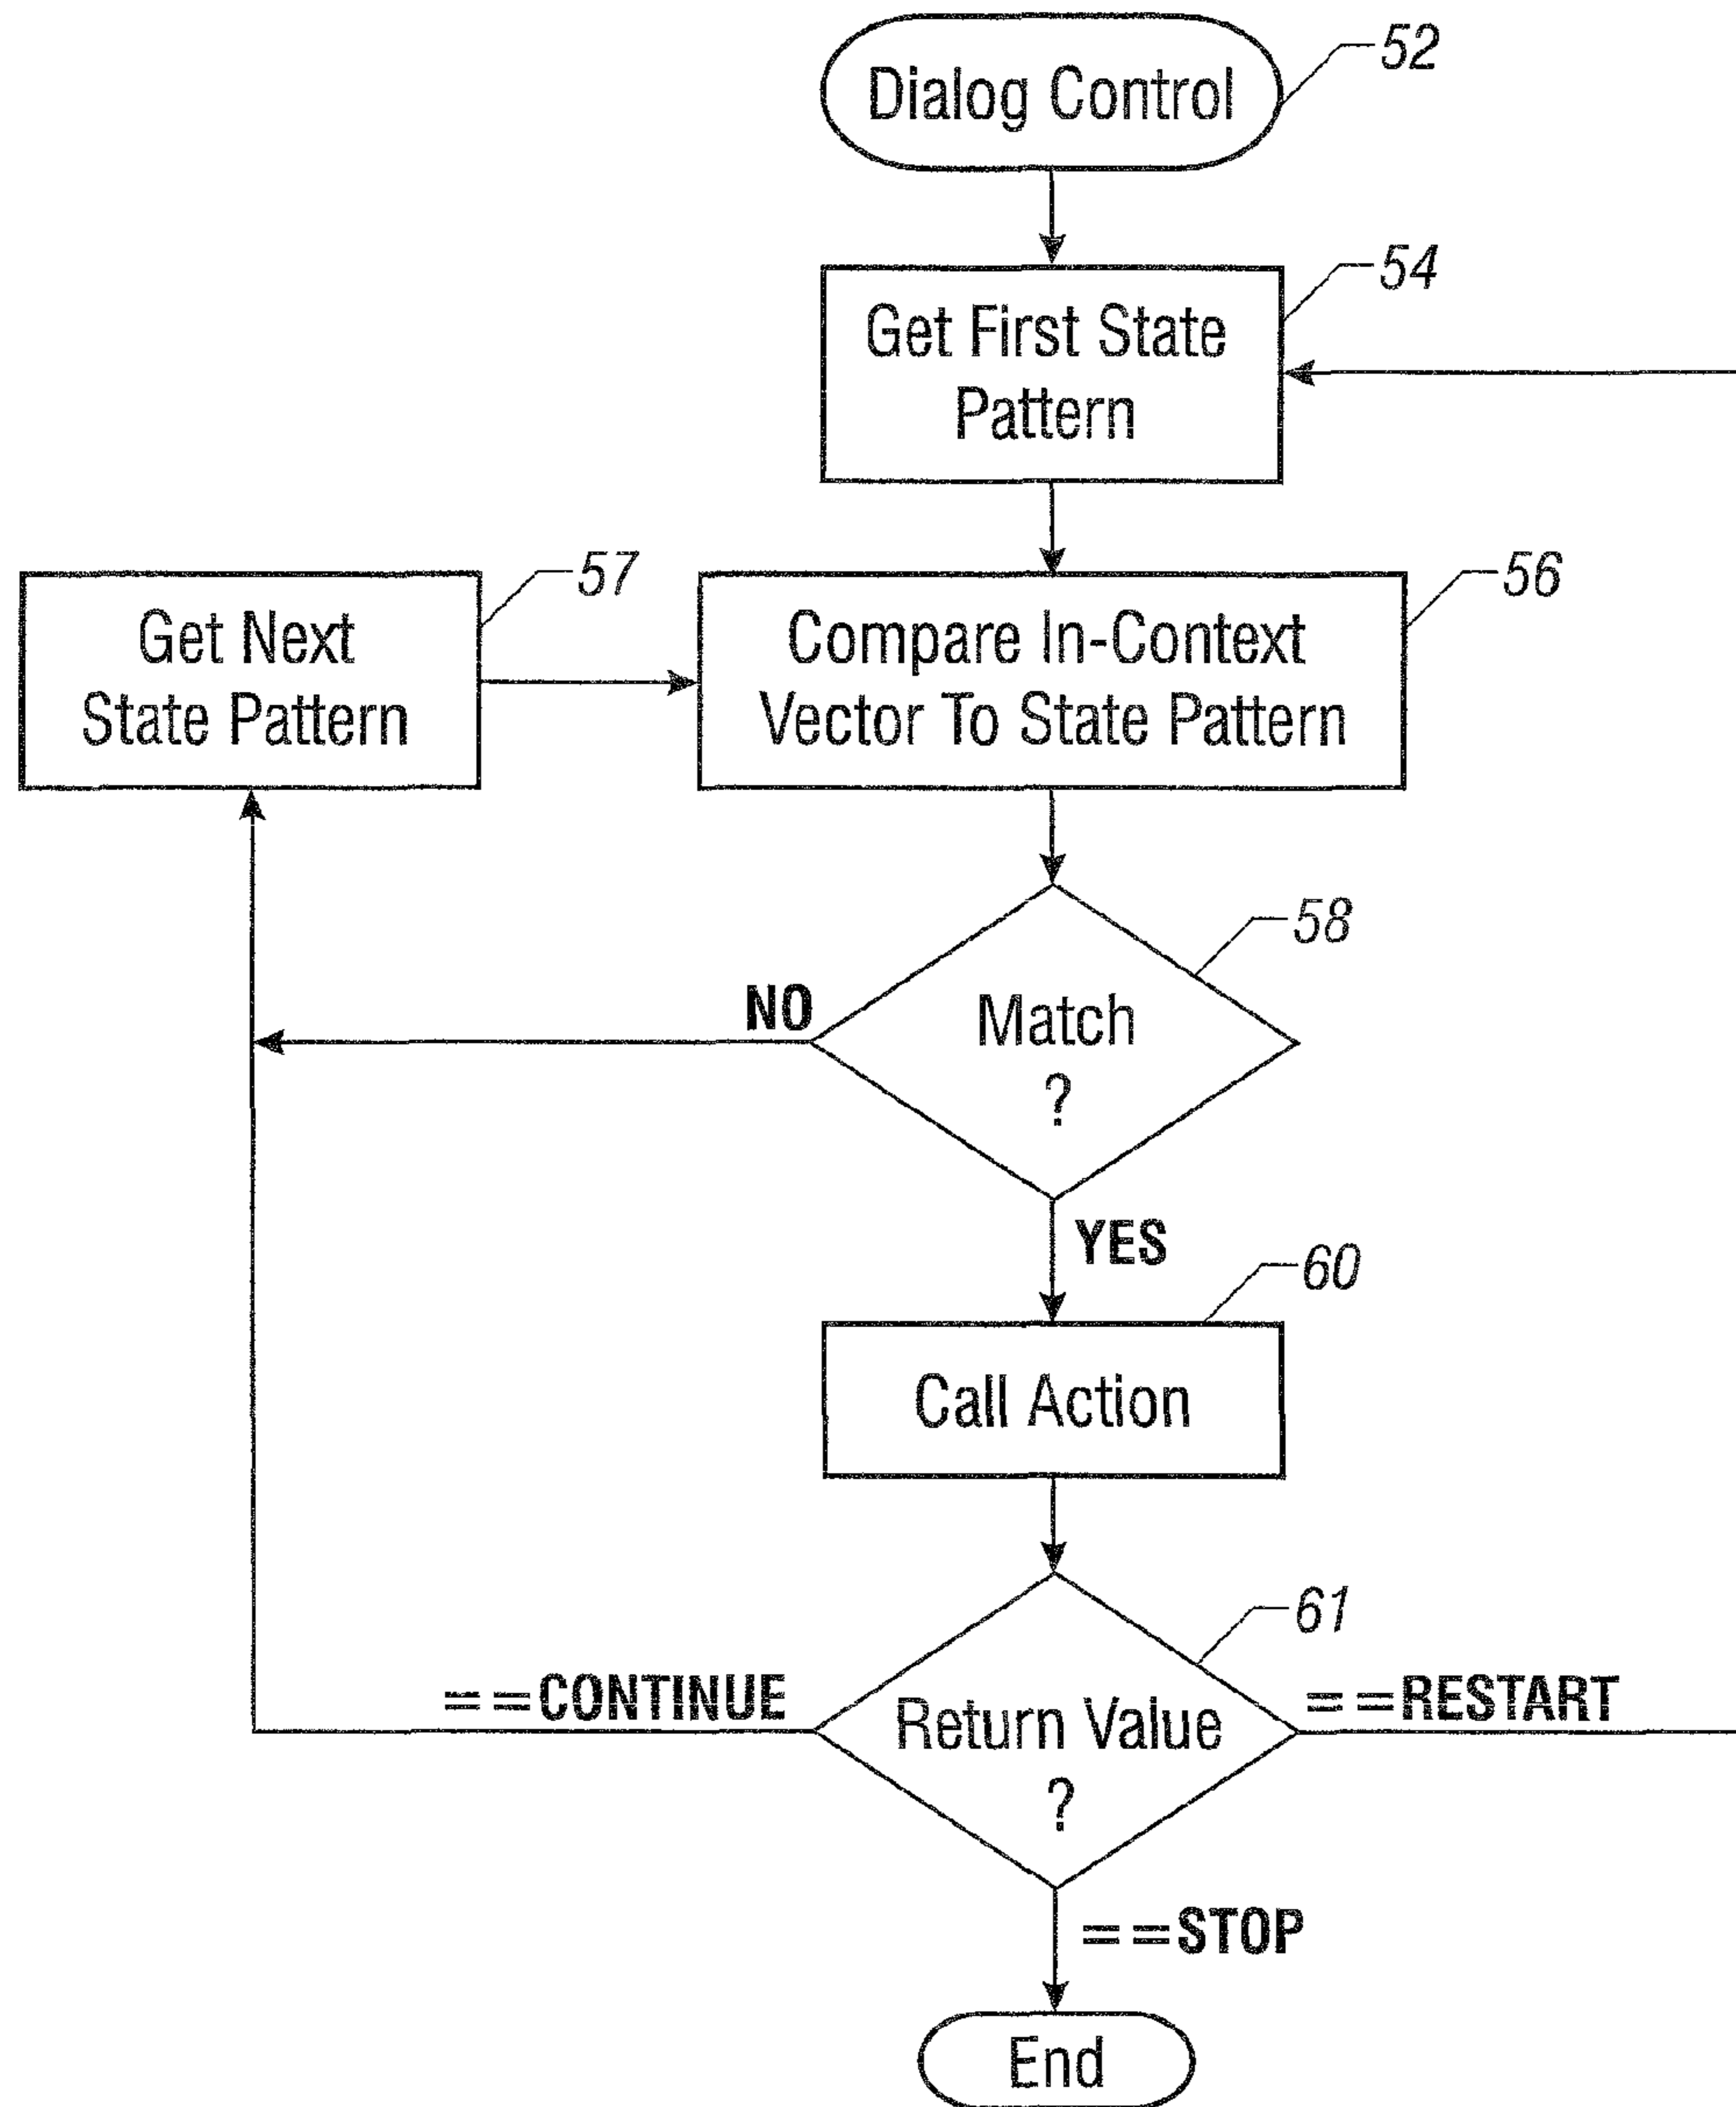 Dialog Control
52
Get First State
Pattern
54
Get Next
State Pattern
57
Compare In-Context
Vector To State Pattern
56
Match
?
58
NO
YES
Call Action
60
Return Value
?
61
==CONTINUE
==RESTART
==STOP
End